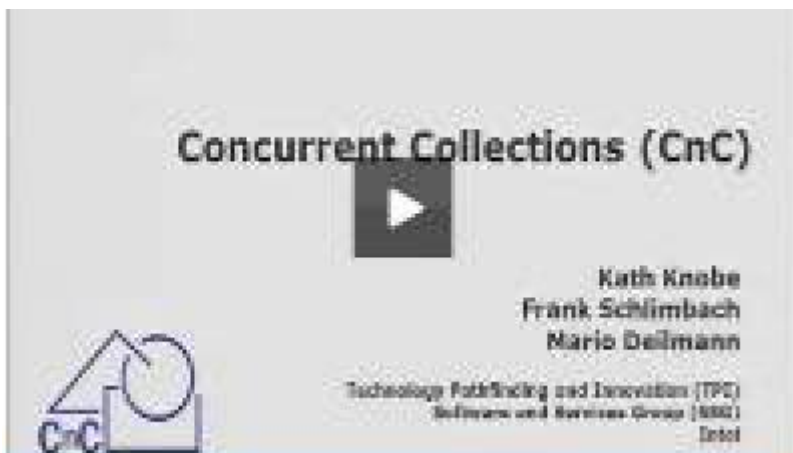 Concurrent Collections (CnC)
Kath Knobe
Frank Schlimbach
Mario Deilmann
Technology Pathfinding and Innovation (TPI)
Software and Services Group (SSG)
Intel
CnC